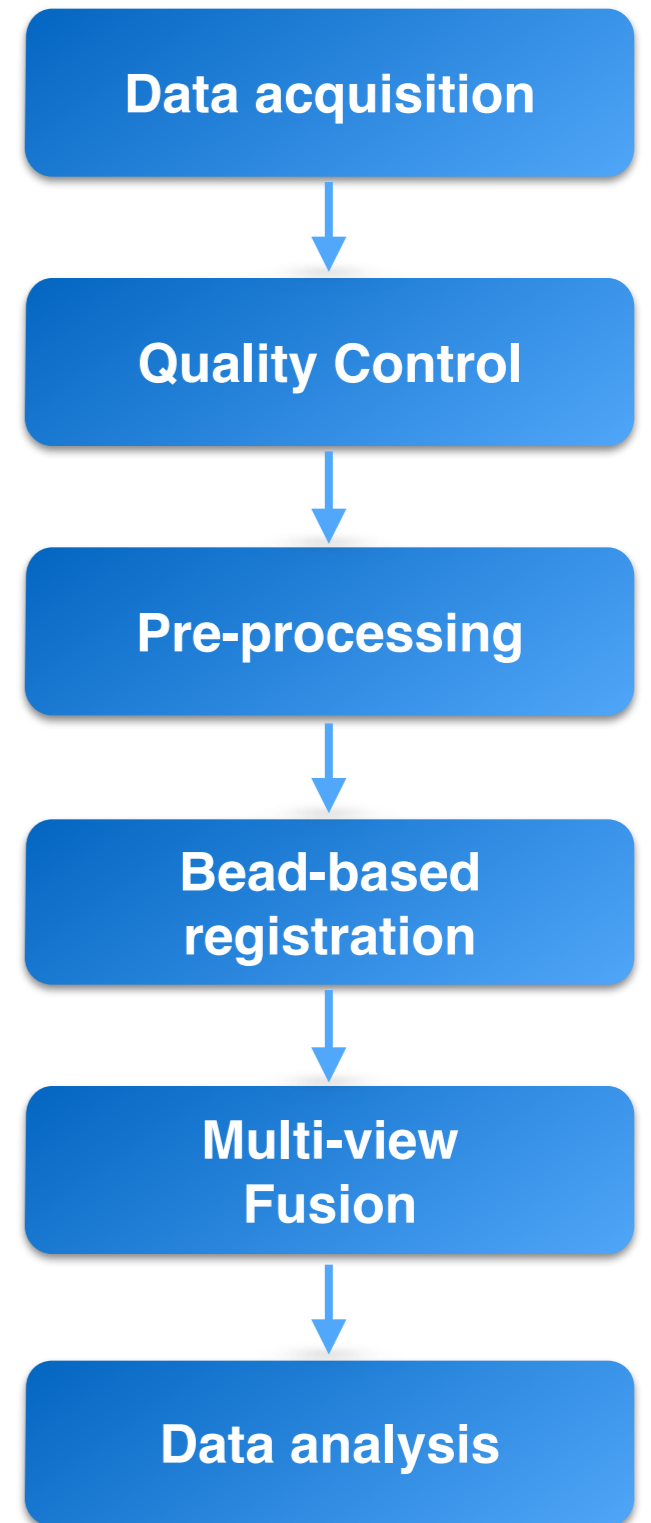 Data acquisition
Quality Control
Pre-processing
Bead-based
registration
Multi-view
Fusion
Data analysis